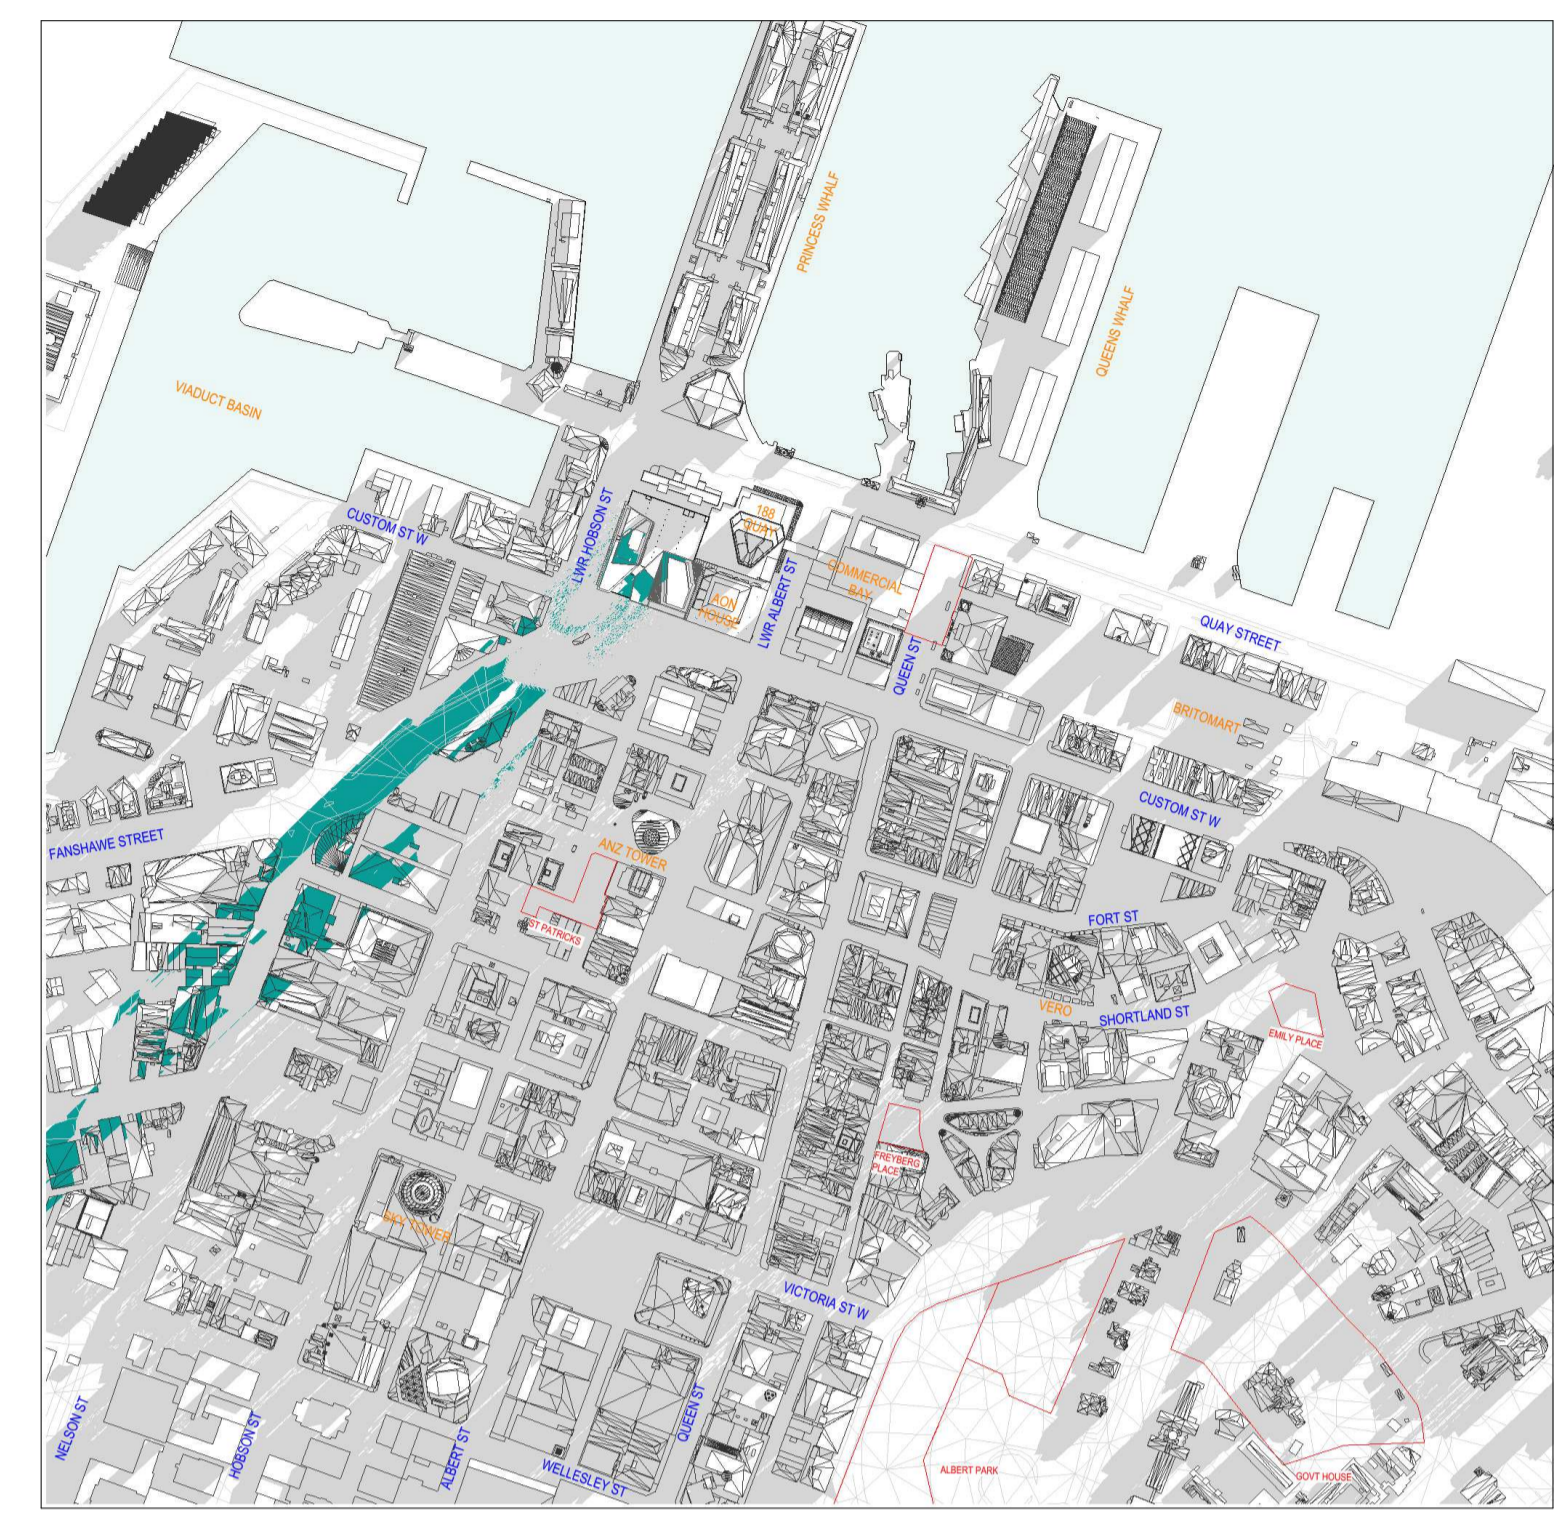 PRINCESS WHALF
QUEENS WHALF
VIADUCT BASIN
CUSTOM ST W
LWR HOBSON ST
188
QUAY
AON
HOUSE
LWR ALBERT ST
COMMERCIAL
BAY
QUEEN ST
QUAY STREET
BRITOMART
CUSTOM ST W
FANSHAWE STREET
ANZ TOWER
ST PATRICKS
FORT ST
VERO
SHORTLAND ST
EMILY PLACE
FREYBERG
PLACE
SKY TOWER
VICTORIA ST W
NELSON ST
HOBSON ST
ALBERT ST
WELLESLEY ST
QUEEN ST
ALBERT PARK
GOVT HOUSE